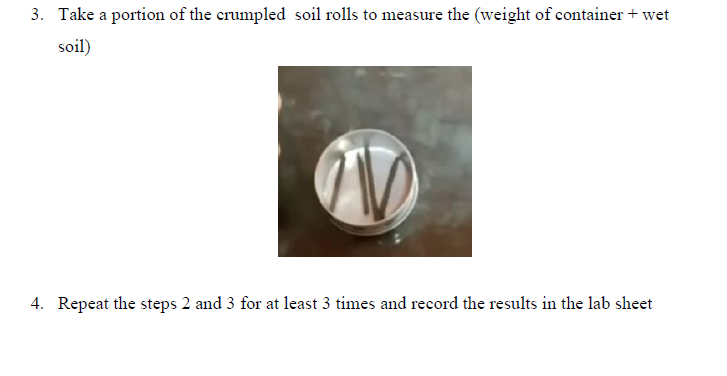 3. Take a portion of the crumpled soil rolls to measure the (weight of container + wet
soil)
4. Repeat the steps 2 and 3 for at least 3 times and record the results in the lab sheet